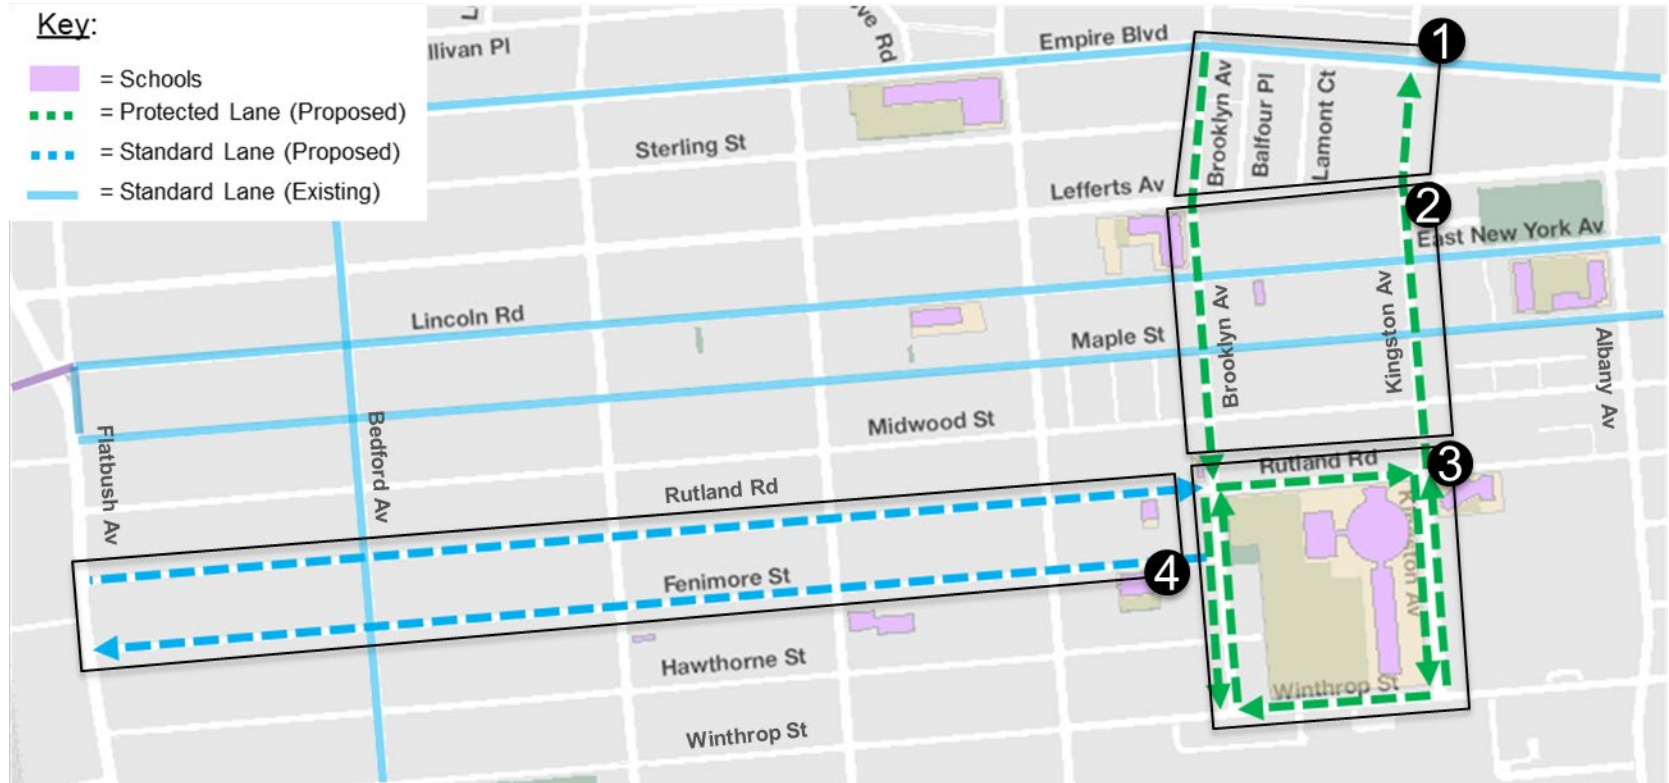 Key:
= Schools
= Protected Lane (Proposed)
= Standard Lane (Proposed)
= Standard Lane (Existing)
llivan Pl
ove Rd
Empire Blvd
1
Sterling St
Brooklyn Av
Balfour Pl
Lamont Ct
Lefferts Av
2
East New York Av
Lincoln Rd
Maple St
Brooklyn Av
Kingston Av
Albany Av
Midwood St
Flatbush Av
Bedford Av
Rutland Rd
Rutland Rd
3
Kingston Av
Fenimore St
4
Hawthorne St
Winthrop St
Winthrop St